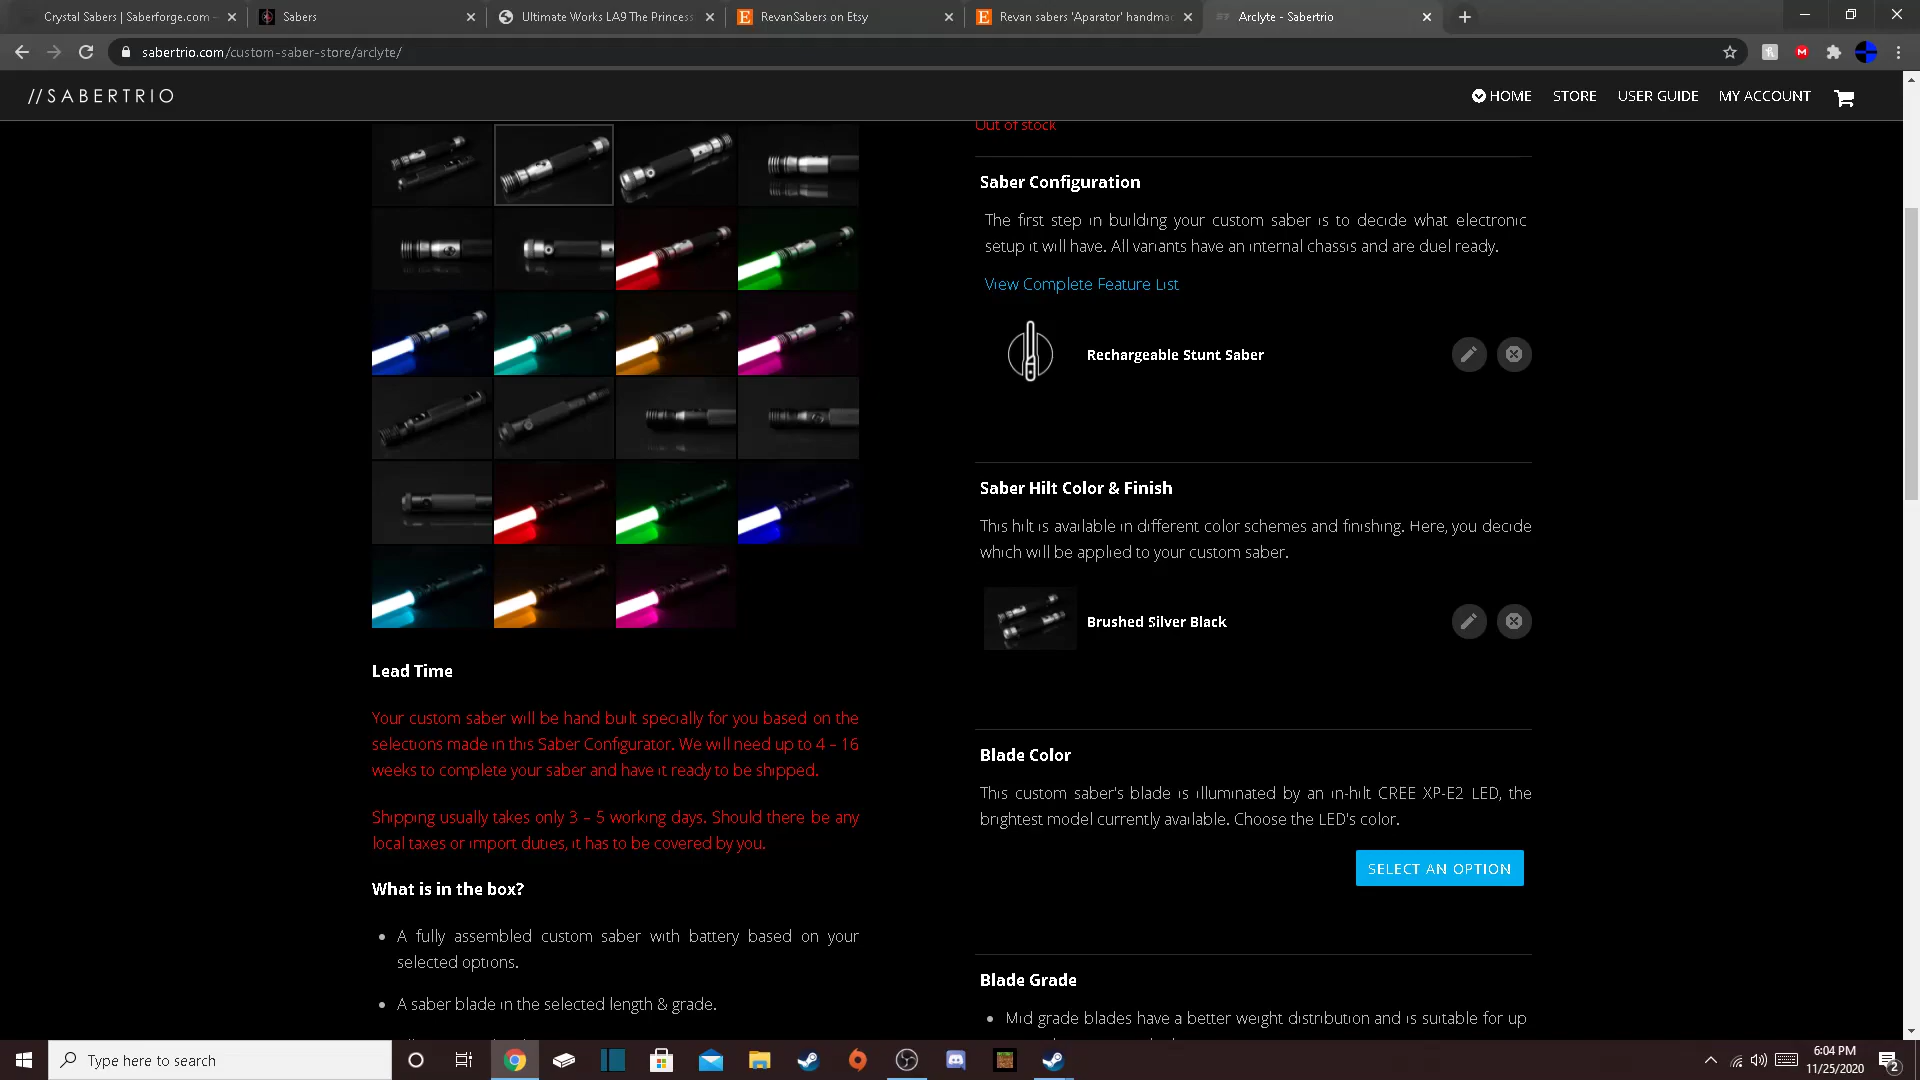 Crystal Sabers | Saberforge.com -
Sabers
Ultimate Works LA9 The Princess
RevanSabers on Etsy
Revan sabers 'Aparator' handmac
Arclyte - Sabertrio
sabertrio.com/custom-saber-store/arclyte/
//SABERTRIO
HOME
STORE
USER GUIDE
MY ACCOUNT
Lead Time
Your custom saber will be hand built specially for you based on the
selections made in this Saber Configurator. We will need up to 4 – 16
weeks to complete your saber and have it ready to be shipped.
Shipping usually takes only 3 – 5 working days. Should there be any
local taxes or import duties, it has to be covered by you.
What is in the box?
• A fully assembled custom saber with battery based on your
selected options.
• A saber blade in the selected length & grade.
Out of stock
Saber Configuration
The first step in building your custom saber is to decide what electronic
setup it will have. All variants have an internal chassis and are duel ready.
View Complete Feature List
Rechargeable Stunt Saber
Saber Hilt Color & Finish
This hilt is available in different color schemes and finishing. Here, you decide
which will be applied to your custom saber.
Brushed Silver Black
Blade Color
This custom saber's blade is illuminated by an in-hilt CREE XP-E2 LED, the
brightest model currently available. Choose the LED's color.
SELECT AN OPTION
Blade Grade
• Mid grade blades have a better weight distribution and is suitable for up
Type here to search
6:04 PM
11/25/2020
2